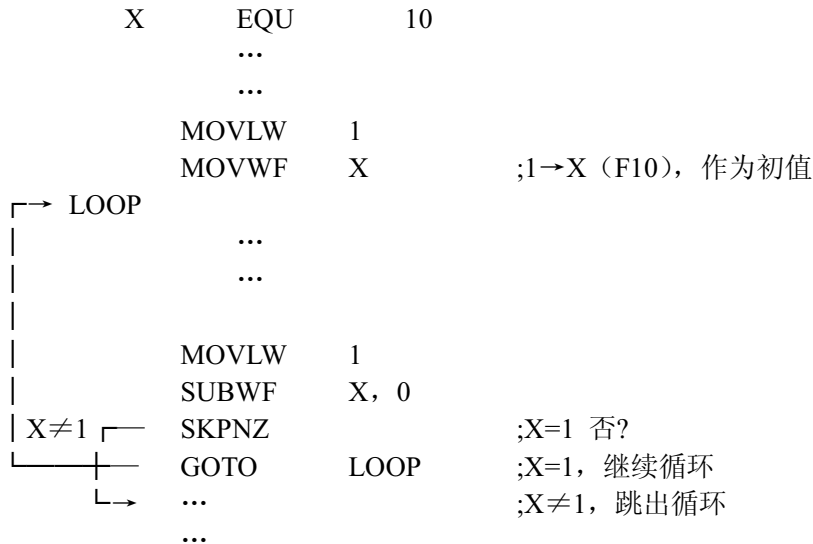 X EQU 10
…
…
MOVLW 1
MOVWF X ;1→X（F10），作为初值
LOOP
…
…
MOVLW 1
SUBWF X，0
X≠1 SKPNZ ;X=1 否?
GOTO LOOP ;X=1，继续循环
… ;X≠1，跳出循环
…